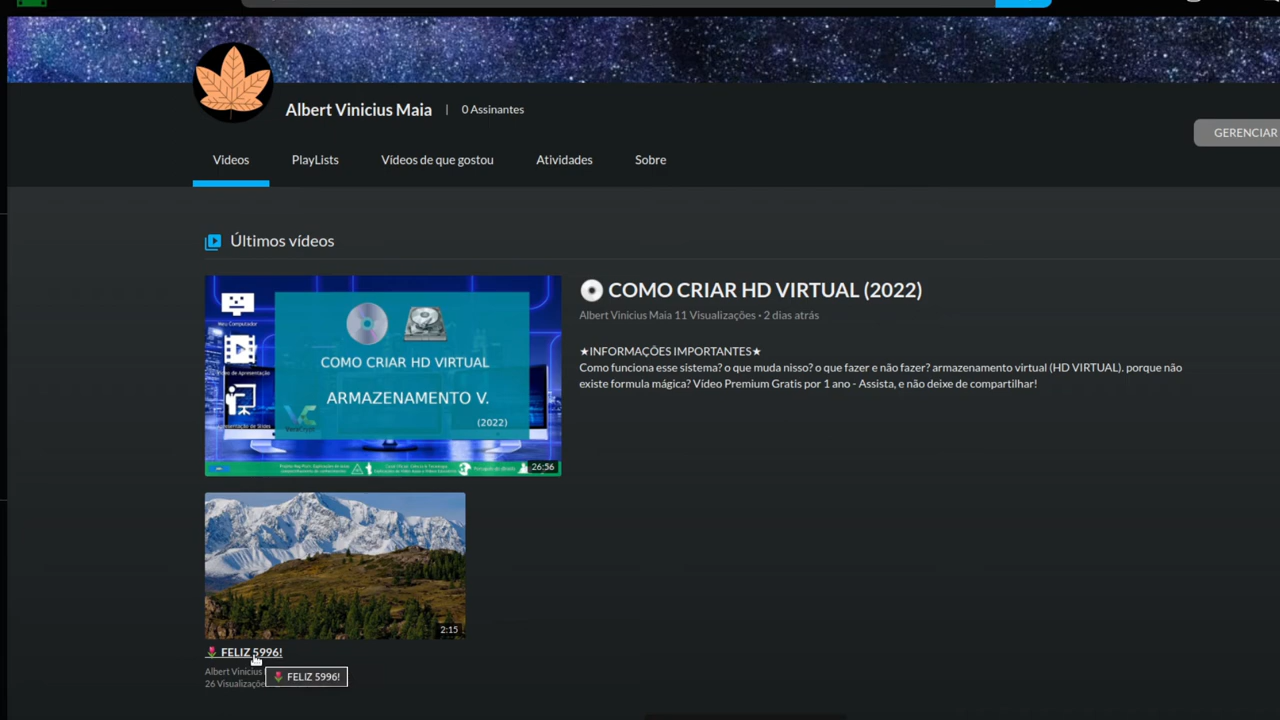 Albert Vinicius Maia | 0 Assinantes
GERENCIAR
Videos PlayLists Vídeos de que gostou Atividades Sobre
Últimos vídeos
COMO CRIAR HD VIRTUAL (2022)
Albert Vinicius Maia 11 Visualizações · 2 dias atrás
★INFORMAÇÕES IMPORTANTES★
Como funciona esse sistema? o que muda nisso? o que fazer e não fazer? armazenamento virtual (HD VIRTUAL), porque não
existe formula mágica? Vídeo Premium Gratis por 1 ano - Assista, e não deixe de compartilhar!
Meu Computador
COMO CRIAR HD VIRTUAL
ARMAZENAMENTO V.
(2022)
26:56
2:15
FELIZ 5996!
Albert Vinicius
26
FELIZ 5996!